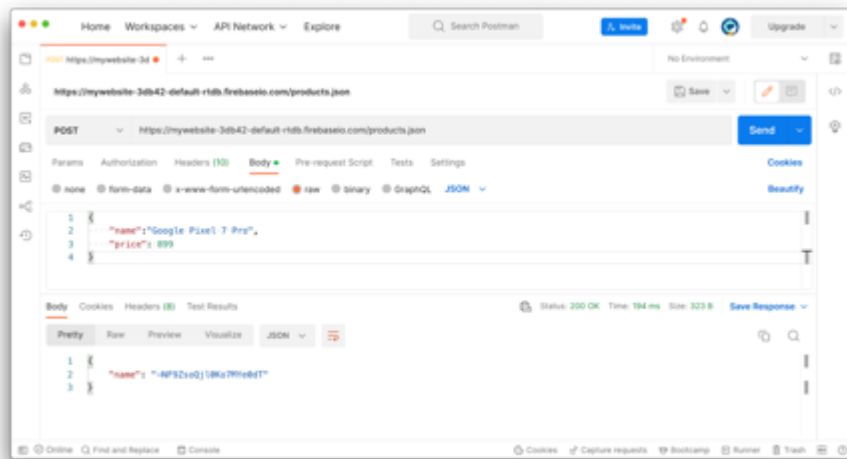 Home Workspaces API Network Explore Search Postman Invite Upgrade
POST https://mywebsite-3d No Environment
https://mywebsite-3db42-default-rtdb.firebaseio.com/products.json Save
POST https://mywebsite-3db42-default-rtdb.firebaseio.com/products.json Send
Params Authorization Headers (10) Body Pre-request Script Tests Settings Cookies
none form-data x-www-form-urlencoded raw binary GraphQL JSON Beautify
1 {
2 "name":"Google Pixel 7 Pro",
3 "price": 899
4 }
Body Cookies Headers (8) Test Results Status: 200 OK Time: 194 ms Size: 323 B Save Response
Pretty Raw Preview Visualize JSON
1 {
2 "name":
3 }
Online Find and Replace Console Cookies Capture requests Bootcamp Runner Trash